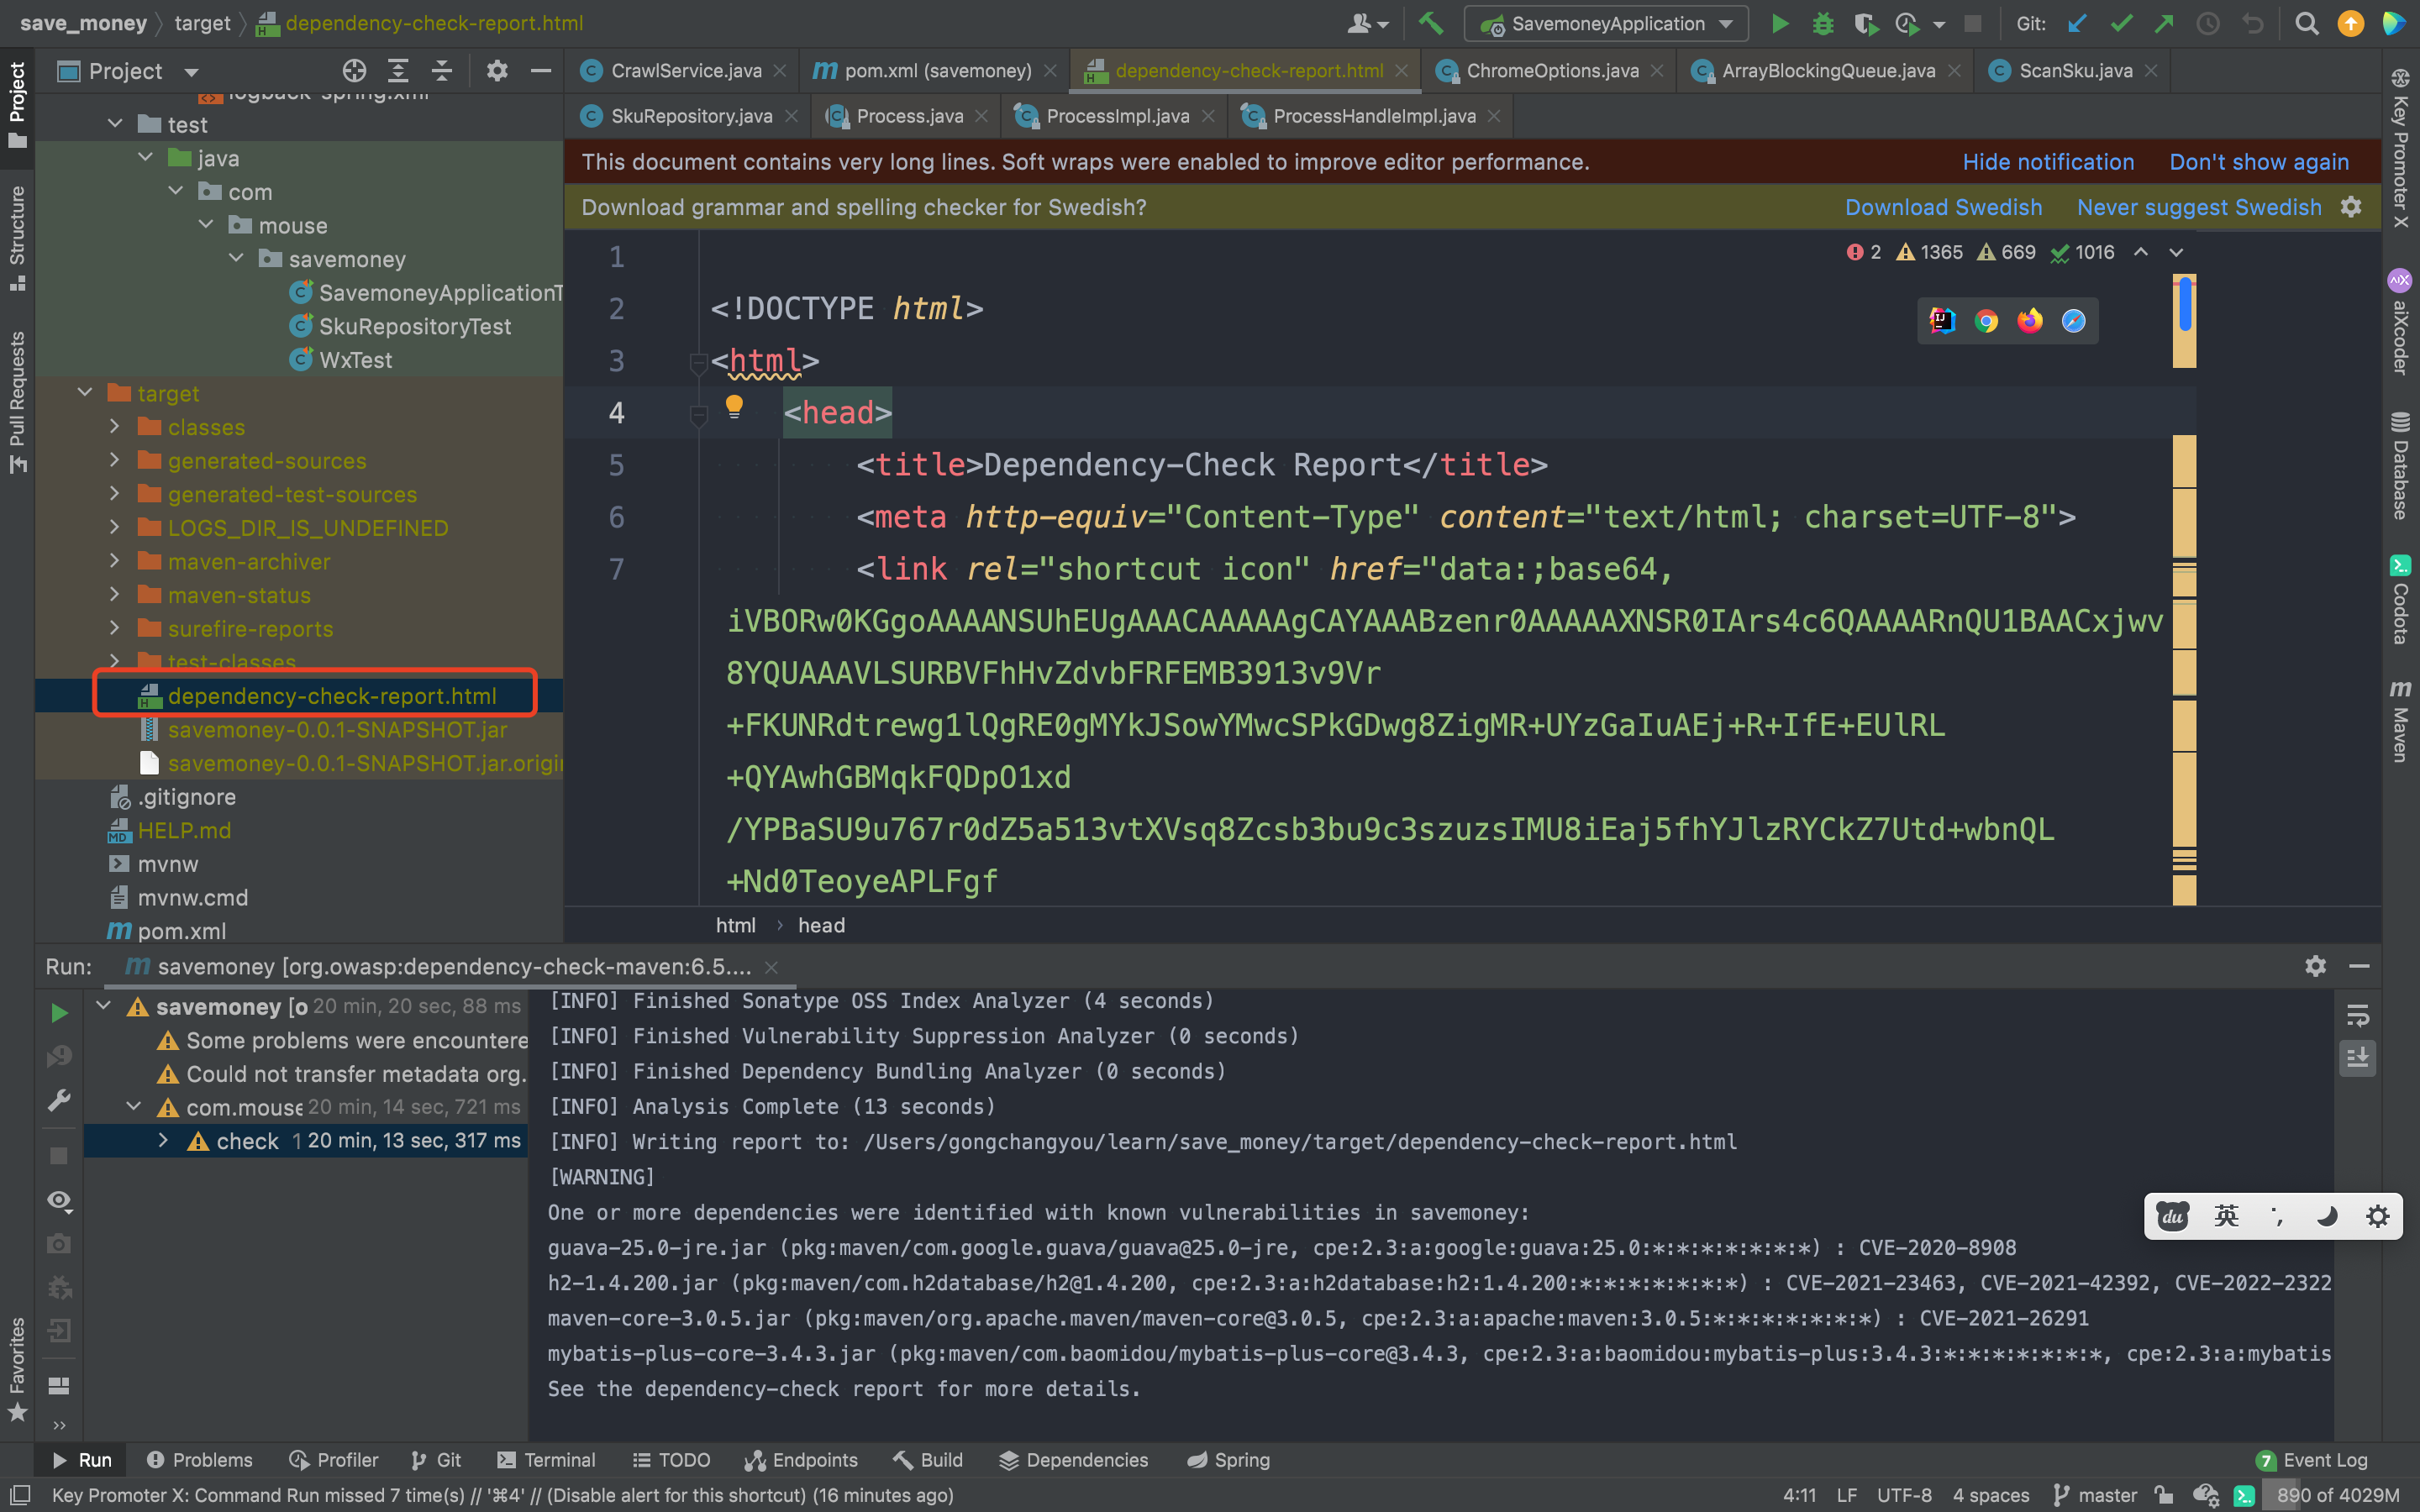 save_money
target
dependency-check-report.html
SavemoneyApplication
Git:
Project
CrawlService.java
pom.xml (savemoney)
dependency-check-report.html
ChromeOptions.java
ArrayBlockingQueue.java
ScanSku.java
SkuRepository.java
Process.java
ProcessImpl.java
ProcessHandleImpl.java
This document contains very long lines. Soft wraps were enabled to improve editor performance.
Hide notification
Don't show again
Download grammar and spelling checker for Swedish?
Download Swedish
Never suggest Swedish
Project
Structure
Pull Requests
Favorites
logback-spring.xml
test
java
com
mouse
savemoney
SavemoneyApplicationT
SkuRepositoryTest
WxTest
target
classes
generated-sources
generated-test-sources
LOGS_DIR_IS_UNDEFINED
maven-archiver
maven-status
surefire-reports
test-classes
dependency-check-report.html
savemoney-0.0.1-SNAPSHOT.jar
savemoney-0.0.1-SNAPSHOT.jar.origi
.gitignore
HELP.md
mvnw
mvnw.cmd
pom.xml
2 1365 669 1016
1
2 <!DOCTYPE html>
3 <html>
4 <head>
5 <title>Dependency-Check Report</title>
6 <meta http-equiv="Content-Type" content="text/html; charset=UTF-8">
7 <link rel="shortcut icon" href="data:;base64,
iVBORw0KGgoAAAANSUhEUgAAACAAAAAgCAYAAABzenr0AAAAAXNSR0IArs4c6QAAAARnQU1BAACxjwv
8YQUAAAVLSURBVFhHvZdvbFRFEMB3913v9Vr
+FKUNRdtrewg1lQgRE0gMYkJSowYMwcSPkGDwg8ZigMR+UYzGaIuAEj+R+IfE+EUlRL
+QYAwhGBMqkFQDpO1xd
/YPBaSU9u767r0dZ5a513vtXVsq8Zcsb3bu9c3szuzsIMU8iEaj5fhYJlzRYCkZ7Utd+wbnQL
+Nd0TeoyeAPLFgf
html
head
Key Promoter X
aiXcoder
Database
Codota
Maven
Run:
savemoney [org.owasp:dependency-check-maven:6.5....
savemoney [o 20 min, 20 sec, 88 ms
Some problems were encountere
Could not transfer metadata org.
com.mouse 20 min, 14 sec, 721 ms
check 1 20 min, 13 sec, 317 ms
[INFO] Finished Sonatype OSS Index Analyzer (4 seconds)
[INFO] Finished Vulnerability Suppression Analyzer (0 seconds)
[INFO] Finished Dependency Bundling Analyzer (0 seconds)
[INFO] Analysis Complete (13 seconds)
[INFO] Writing report to: /Users/gongchangyou/learn/save_money/target/dependency-check-report.html
[WARNING]
One or more dependencies were identified with known vulnerabilities in savemoney:
guava-25.0-jre.jar (pkg:maven/com.google.guava/guava@25.0-jre, cpe:2.3:a:google:guava:25.0:*:*:*:*:*:*:*) : CVE-2020-8908
h2-1.4.200.jar (pkg:maven/com.h2database/h2@1.4.200, cpe:2.3:a:h2database:h2:1.4.200:*:*:*:*:*:*:*) : CVE-2021-23463, CVE-2021-42392, CVE-2022-2322
maven-core-3.0.5.jar (pkg:maven/org.apache.maven/maven-core@3.0.5, cpe:2.3:a:apache:maven:3.0.5:*:*:*:*:*:*:*) : CVE-2021-26291
mybatis-plus-core-3.4.3.jar (pkg:maven/com.baomidou/mybatis-plus-core@3.4.3, cpe:2.3:a:baomidou:mybatis-plus:3.4.3:*:*:*:*:*:*:*, cpe:2.3:a:mybatis
See the dependency-check report for more details.
du 英
Run
Problems
Profiler
Git
Terminal
TODO
Endpoints
Build
Dependencies
Spring
7 Event Log
Key Promoter X: Command Run missed 7 time(s) // '⌘4' // (Disable alert for this shortcut) (16 minutes ago)
4:11 LF UTF-8 4 spaces master 890 of 4029M